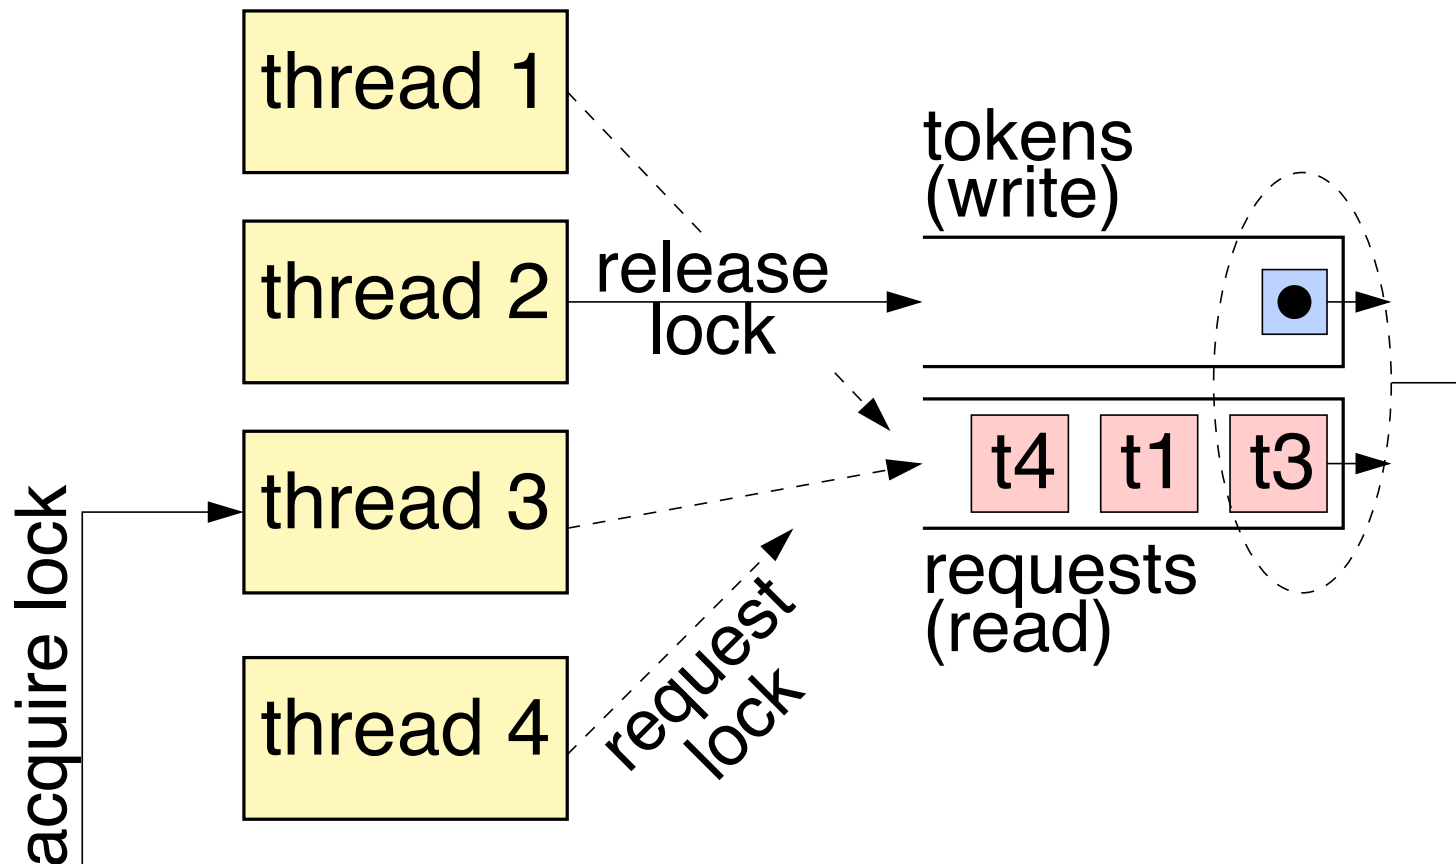 thread 1
thread 2
thread 3
thread 4
acquire lock
release
lock
request
lock
tokens
(write)
t4 t1 t3
requests
(read)